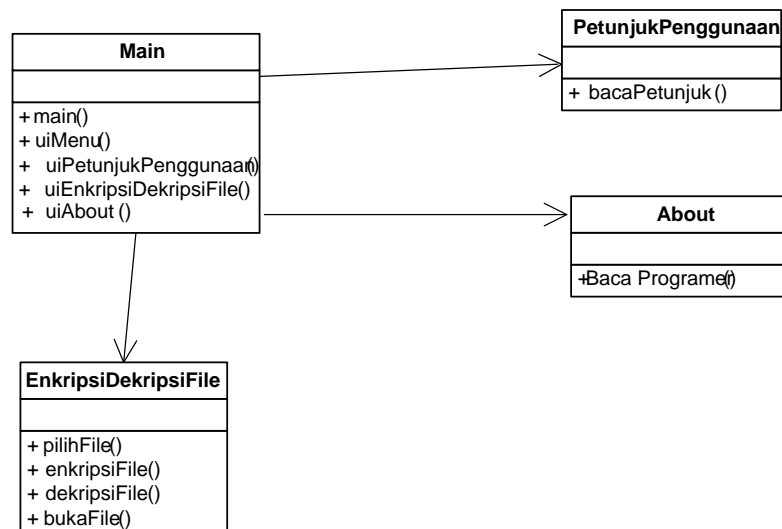 Main
+ main()
+ uiMenu()
+ uiPetunjukPenggunaan()
+ uiEnkripsiDekripsiFile()
+ uiAbout ()
PetunjukPenggunaan
+ bacaPetunjuk ()
About
+Baca Programer()
EnkripsiDekripsiFile
+ pilihFile()
+ enkripsiFile()
+ dekripsiFile()
+ bukaFile()